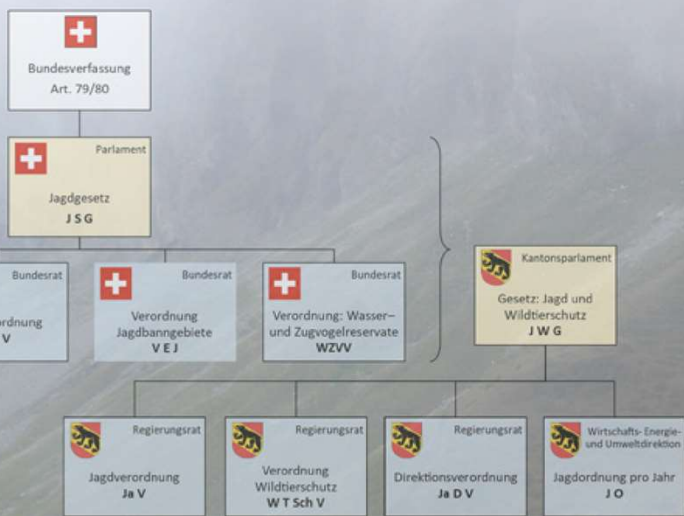 Bundesverfassung
Art. 79/80
Parlament
Jagdgesetz
J S G
Bundesrat
ordnung
V
Bundesrat
Verordnung
Jagdbanngebiete
V E J
Bundesrat
Verordnung: Wasser–
und Zugvogelreservate
WZVV
Kantonsparlament
Gesetz: Jagd und
Wildtierschutz
J W G
Regierungsrat
Jagdverordnung
Ja V
Regierungsrat
Verordnung
Wildtierschutz
W T Sch V
Regierungsrat
Direktionsverordnung
Ja D V
Wirtschafts- Energie-
und Umweltdirektion
Jagdordnung pro Jahr
J O